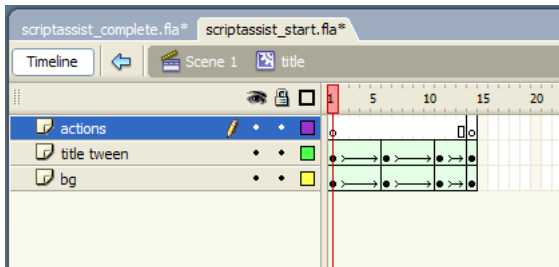 scriptassist_complete.fla* scriptassist_start.fla*
Timeline Scene 1 title
1 5 10 15 20
actions
title tween
bg